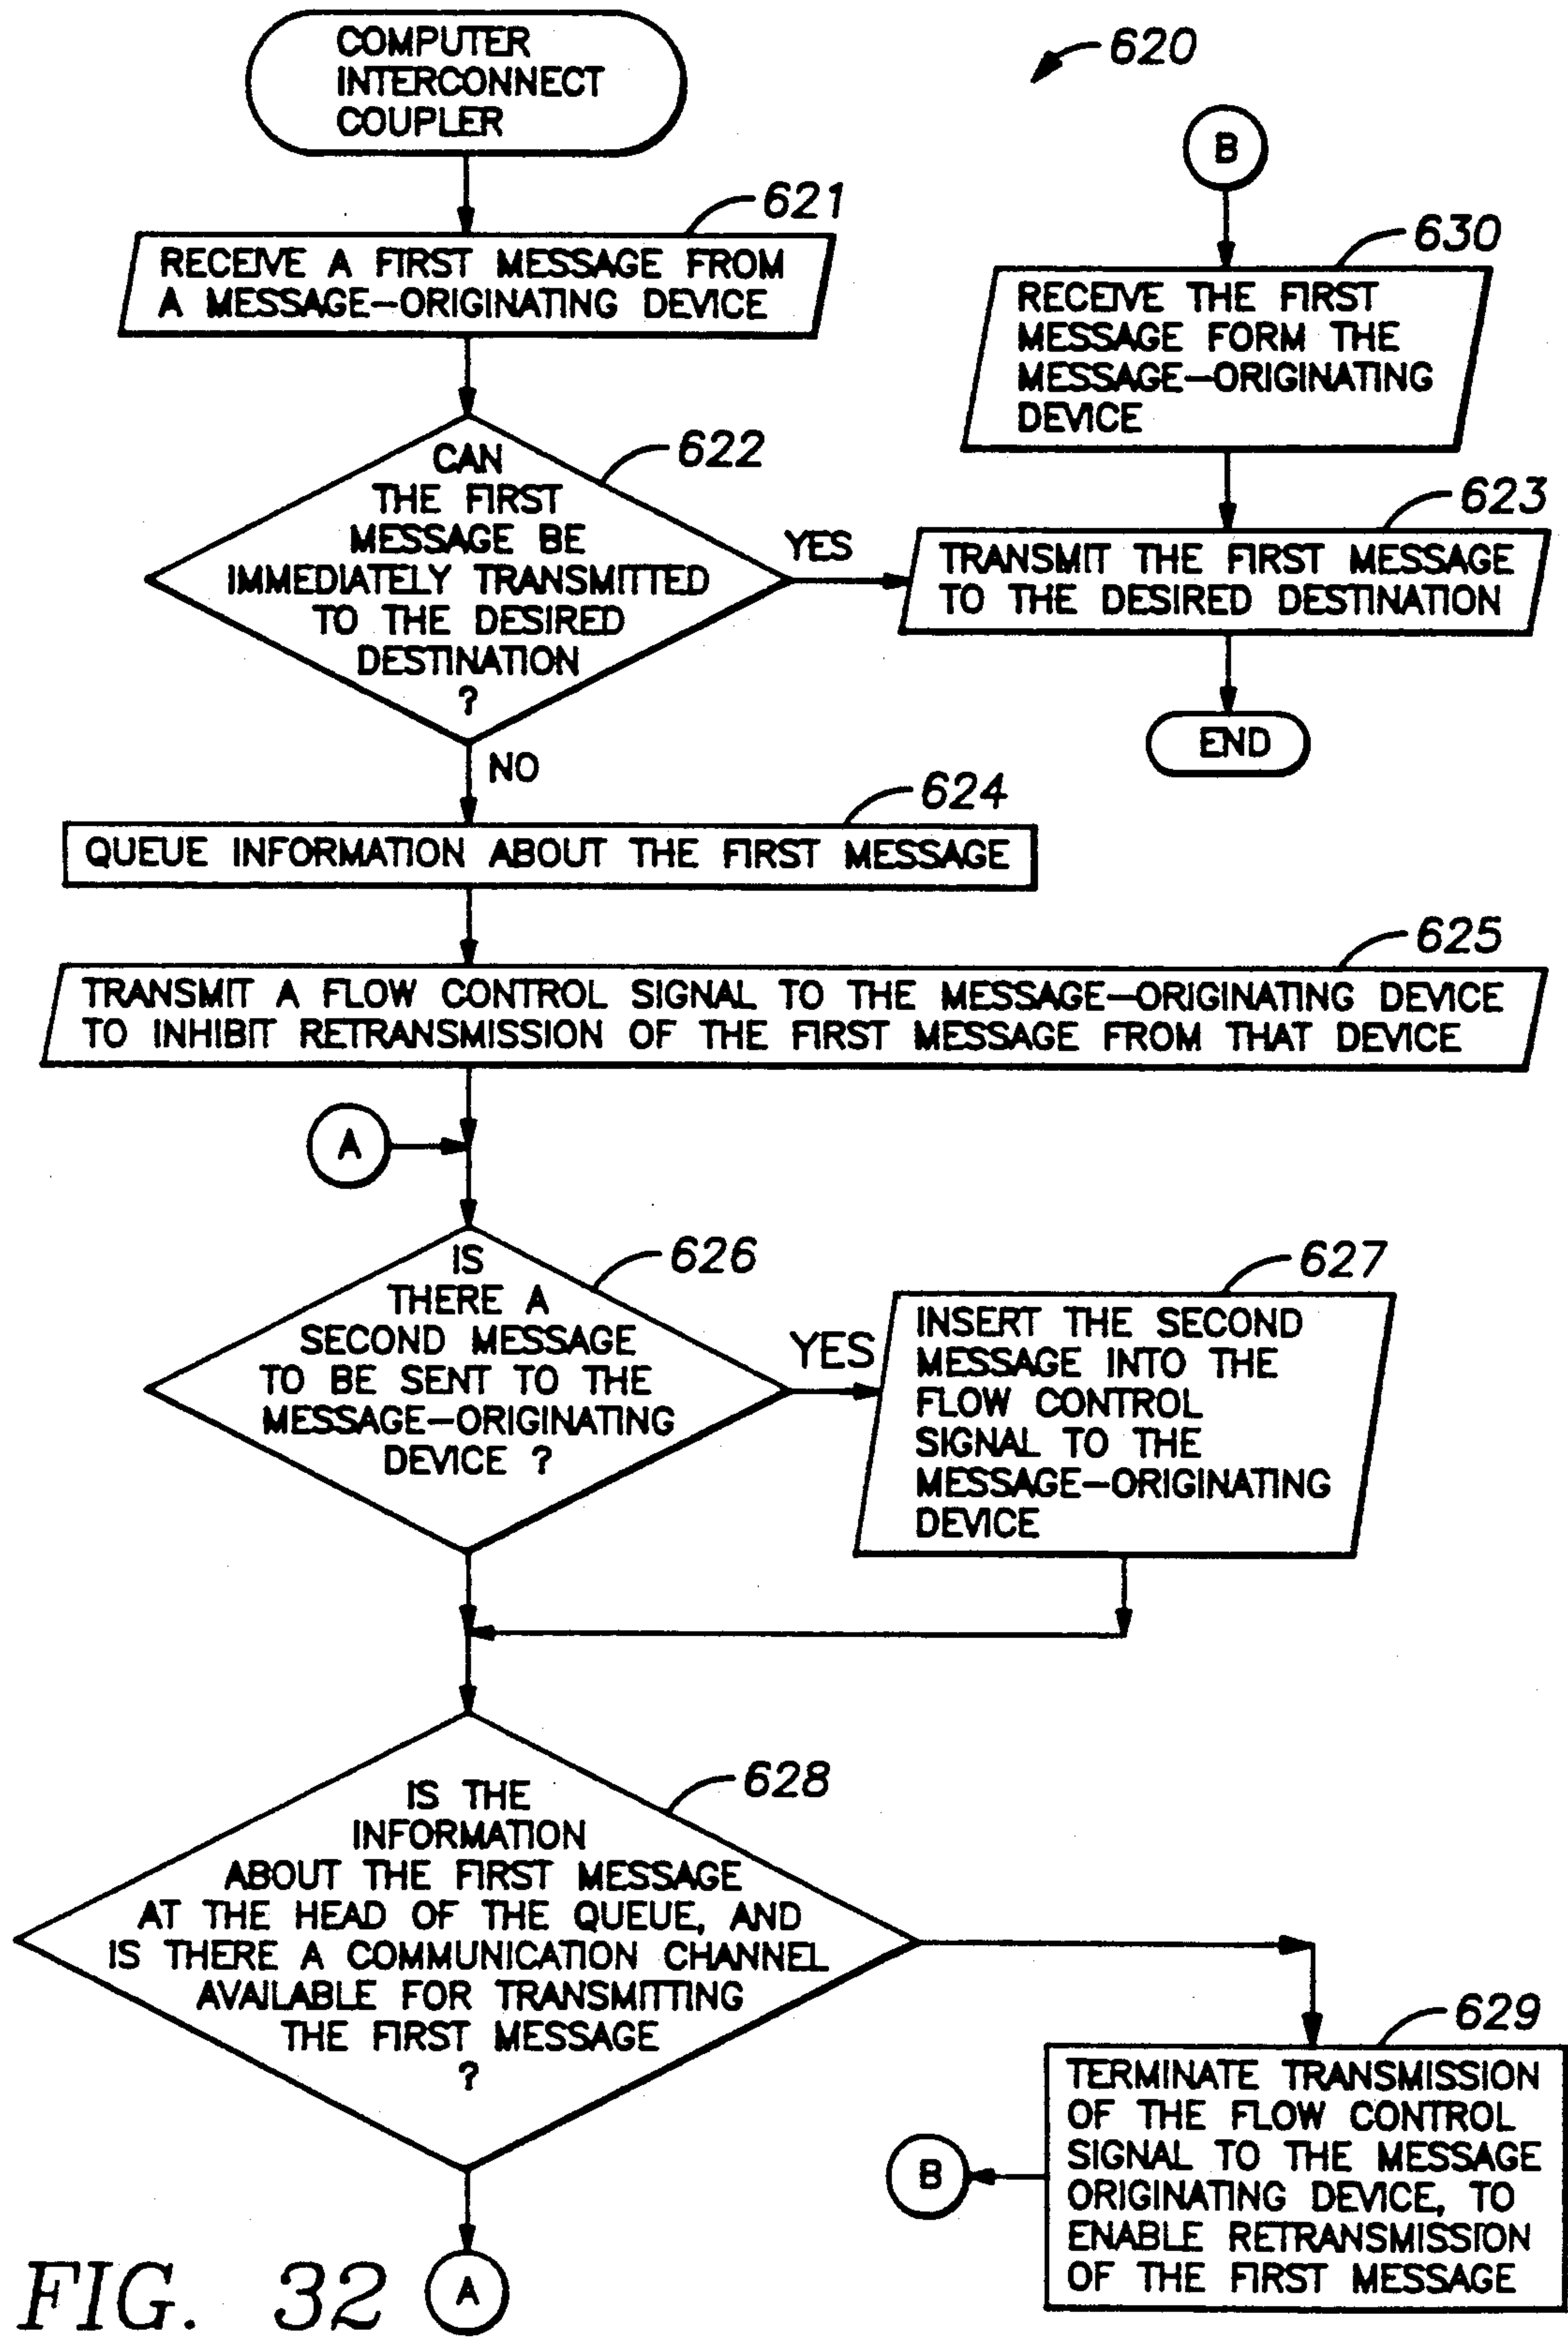 COMPUTER
INTERCONNECT
COUPLER
620
621
RECEIVE A FIRST MESSAGE FROM
A MESSAGE-ORIGINATING DEVICE
B
630
RECEIVE THE FIRST
MESSAGE FORM THE
MESSAGE-ORIGINATING
DEVICE
622
CAN
THE FIRST
MESSAGE BE
IMMEDIATELY TRANSMITTED
TO THE DESIRED
DESTINATION
?
YES
623
TRANSMIT THE FIRST MESSAGE
TO THE DESIRED DESTINATION
END
NO
624
QUEUE INFORMATION ABOUT THE FIRST MESSAGE
625
TRANSMIT A FLOW CONTROL SIGNAL TO THE MESSAGE-ORIGINATING DEVICE
TO INHIBIT RETRANSMISSION OF THE FIRST MESSAGE FROM THAT DEVICE
A
626
IS
THERE A
SECOND MESSAGE
TO BE SENT TO THE
MESSAGE-ORIGINATING
DEVICE ?
YES
627
INSERT THE SECOND
MESSAGE INTO THE
FLOW CONTROL
SIGNAL TO THE
MESSAGE-ORIGINATING
DEVICE
628
IS THE
INFORMATION
ABOUT THE FIRST MESSAGE
AT THE HEAD OF THE QUEUE, AND
IS THERE A COMMUNICATION CHANNEL
AVAILABLE FOR TRANSMITTING
THE FIRST MESSAGE
?
629
TERMINATE TRANSMISSION
OF THE FLOW CONTROL
SIGNAL TO THE MESSAGE
ORIGINATING DEVICE, TO
ENABLE RETRANSMISSION
OF THE FIRST MESSAGE
B
A
FIG. 32